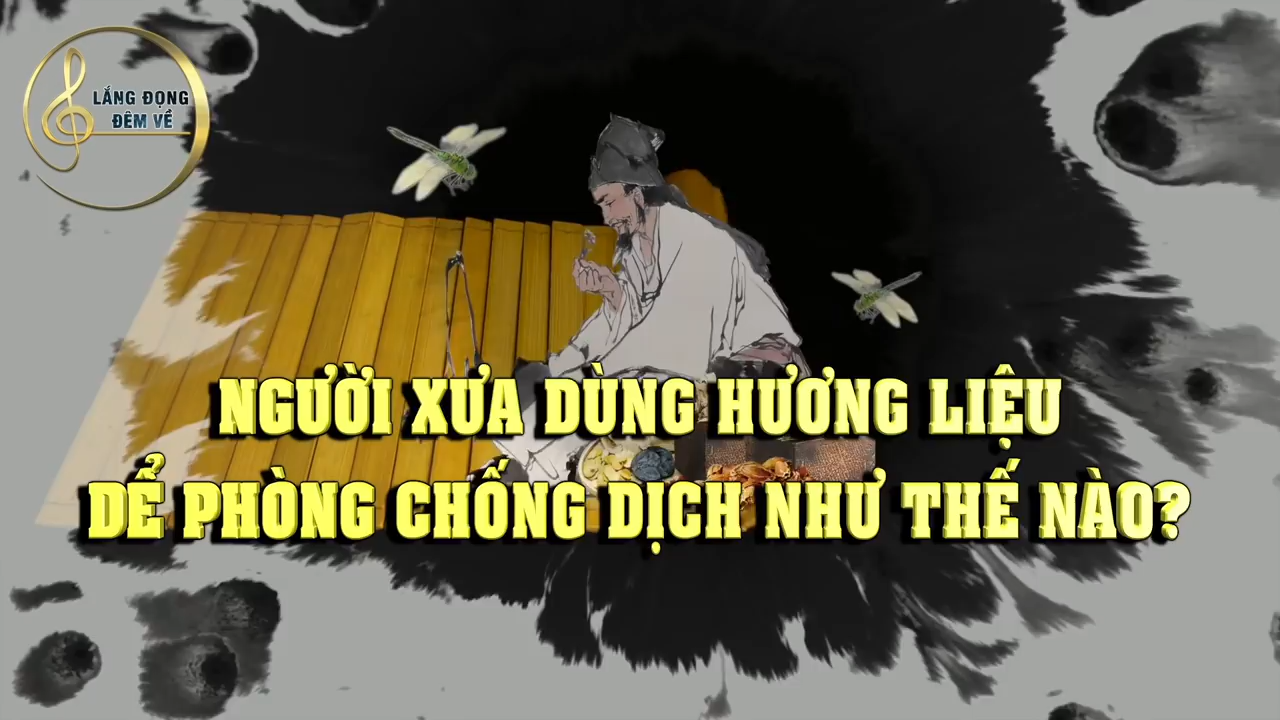 LẮNG ĐỌNG
ĐÊM VỀ
NGƯỜI XƯA DÙNG HƯƠNG LIỆU
DỂ PHÒNG CHỐNG DỊCH NHƯ THẾ NÀO?